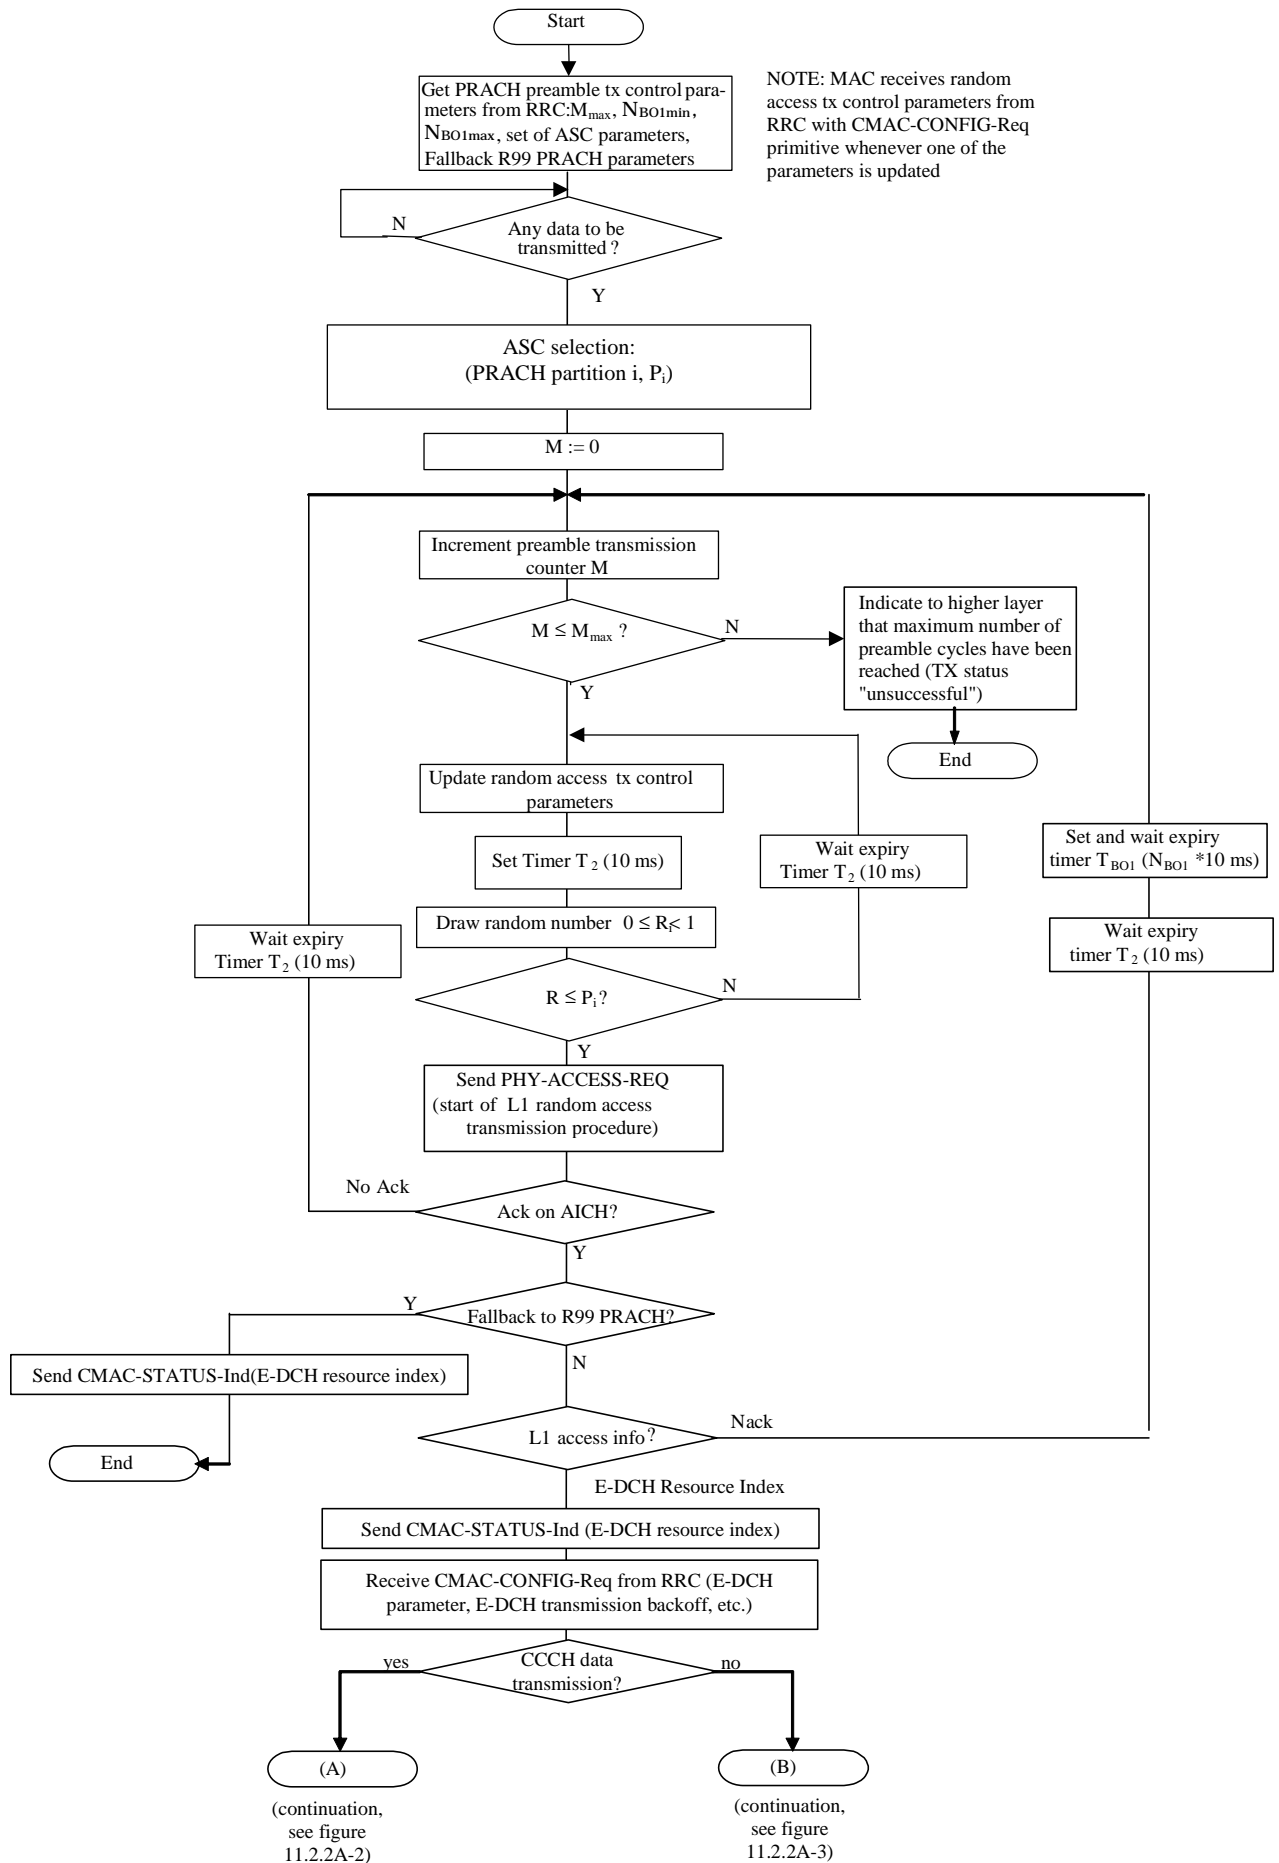 Start
Get PRACH preamble tx control para-
meters from RRC:Mmax, NBO1min,
NBO1max, set of ASC parameters,
Fallback R99 PRACH parameters
NOTE: MAC receives random
access tx control parameters from
RRC with CMAC-CONFIG-Req
primitive whenever one of the
parameters is updated
N
Any data to be
transmitted ?
Y
ASC selection:
(PRACH partition i, Pi)
M := 0
Increment preamble transmission
counter M
M ≤ Mmax ?
N
Y
Indicate to higher layer
that maximum number of
preamble cycles have been
reached (TX status
"unsuccessful")
End
Update random access tx control
parameters
Set Timer T2 (10 ms)
Wait expiry
Timer T2 (10 ms)
Set and wait expiry
timer TBO1 (NBO1 *10 ms)
Draw random number 0 ≤ Ri< 1
Wait expiry
Timer T2 (10 ms)
Wait expiry
timer T2 (10 ms)
R ≤ Pi?
N
Y
Send PHY-ACCESS-REQ
(start of L1 random access
transmission procedure)
No Ack
Ack on AICH?
Y
Y
Fallback to R99 PRACH?
N
Send CMAC-STATUS-Ind(E-DCH resource index)
End
L1 access info?
Nack
E-DCH Resource Index
Send CMAC-STATUS-Ind (E-DCH resource index)
Receive CMAC-CONFIG-Req from RRC (E-DCH
parameter, E-DCH transmission backoff, etc.)
yes
CCCH data
transmission?
no
(A)
(continuation,
see figure
11.2.2A-2)
(B)
(continuation,
see figure
11.2.2A-3)